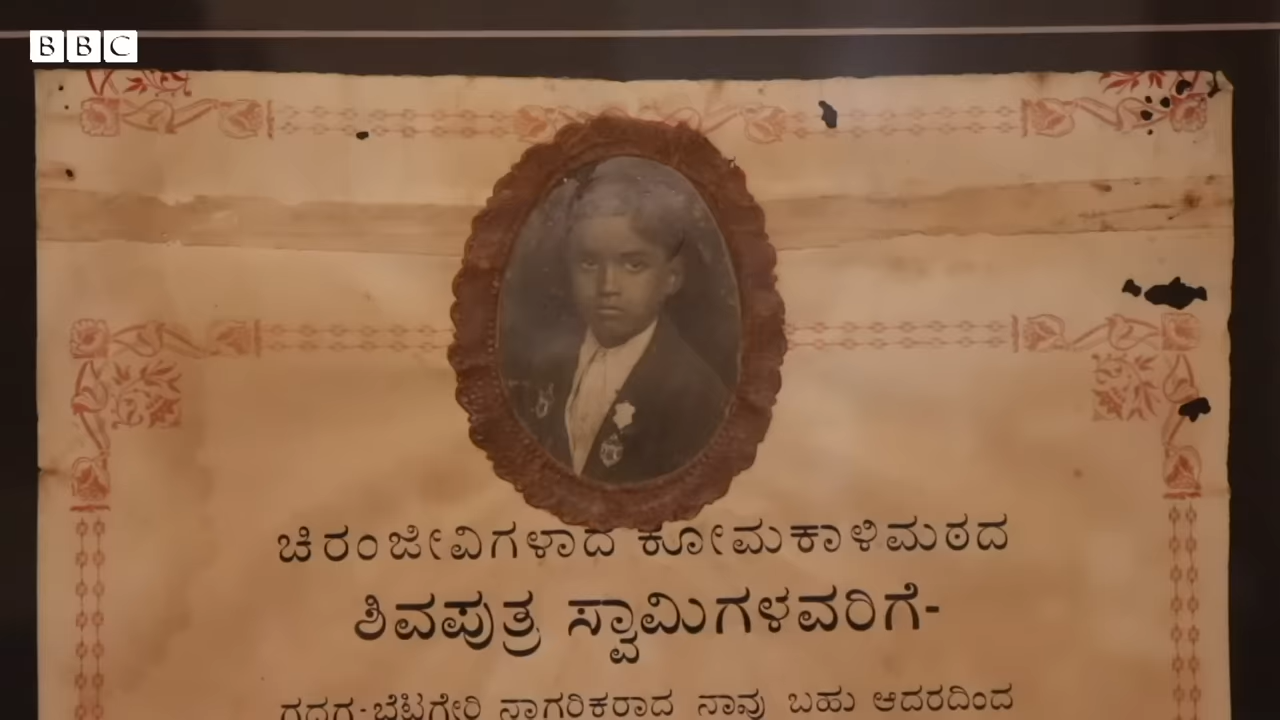 BBC
ಚಿರಂಜೀವಿಗಳಾದ ಕೋಮಕಾಳಿಮಠದ
ಶಿವಪುತ್ರ ಸ್ವಾಮಿಗಳವರಿಗೆ-
ಗದಗ-ಬೆಟಗೇರಿ ನಾಗರಿಕರಾದ ನಾವು ಬಹು ಆದರದಿಂದ